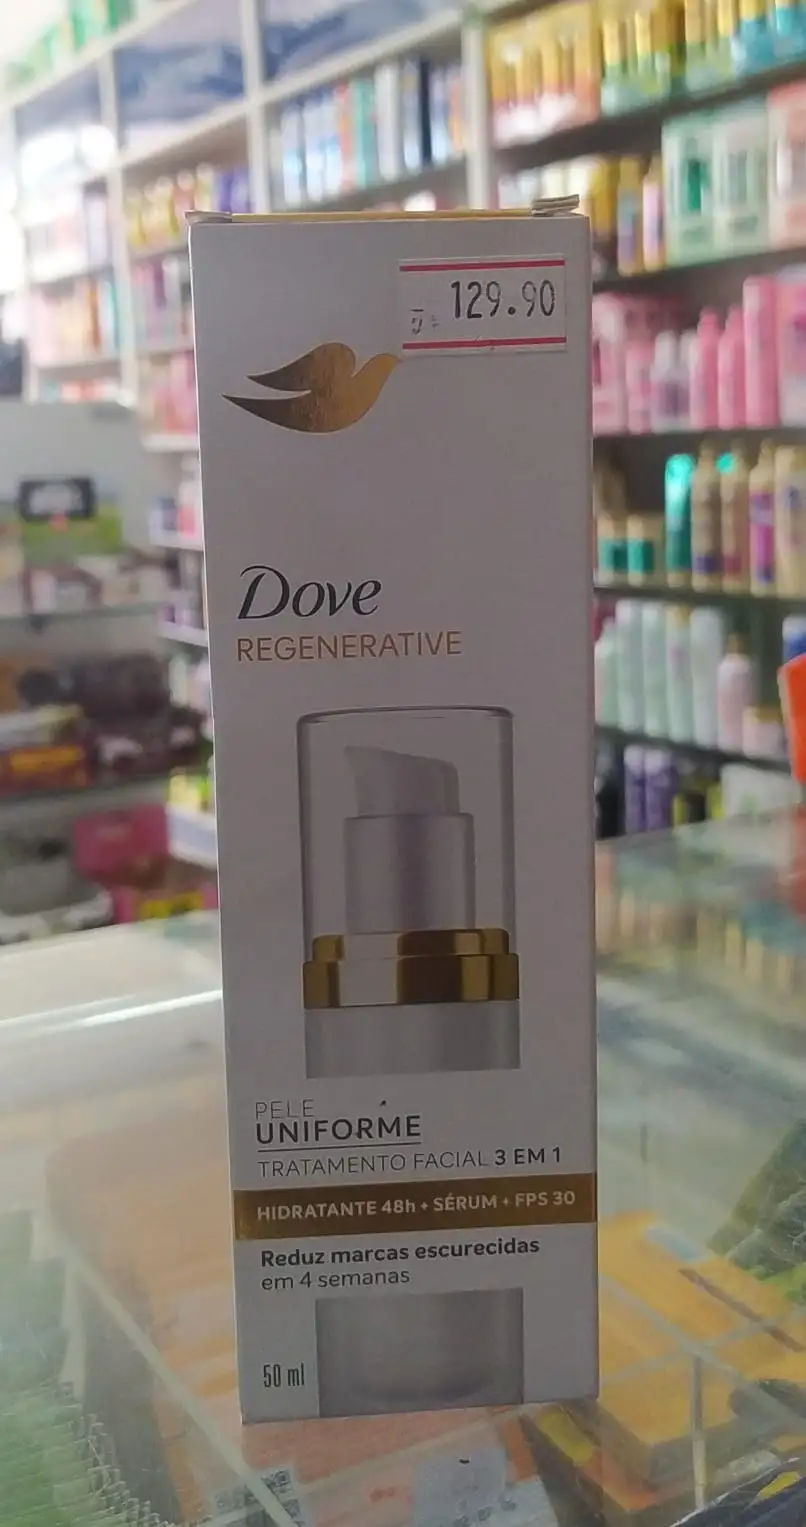 129.90
Dove
REGENERATIVE
PELE
UNIFORME
TRATAMENTO FACIAL 3 EM 1
HIDRATANTE 48h + SÉRUM + FPS 30
Reduz marcas escurecidas
em 4 semanas
50 ml